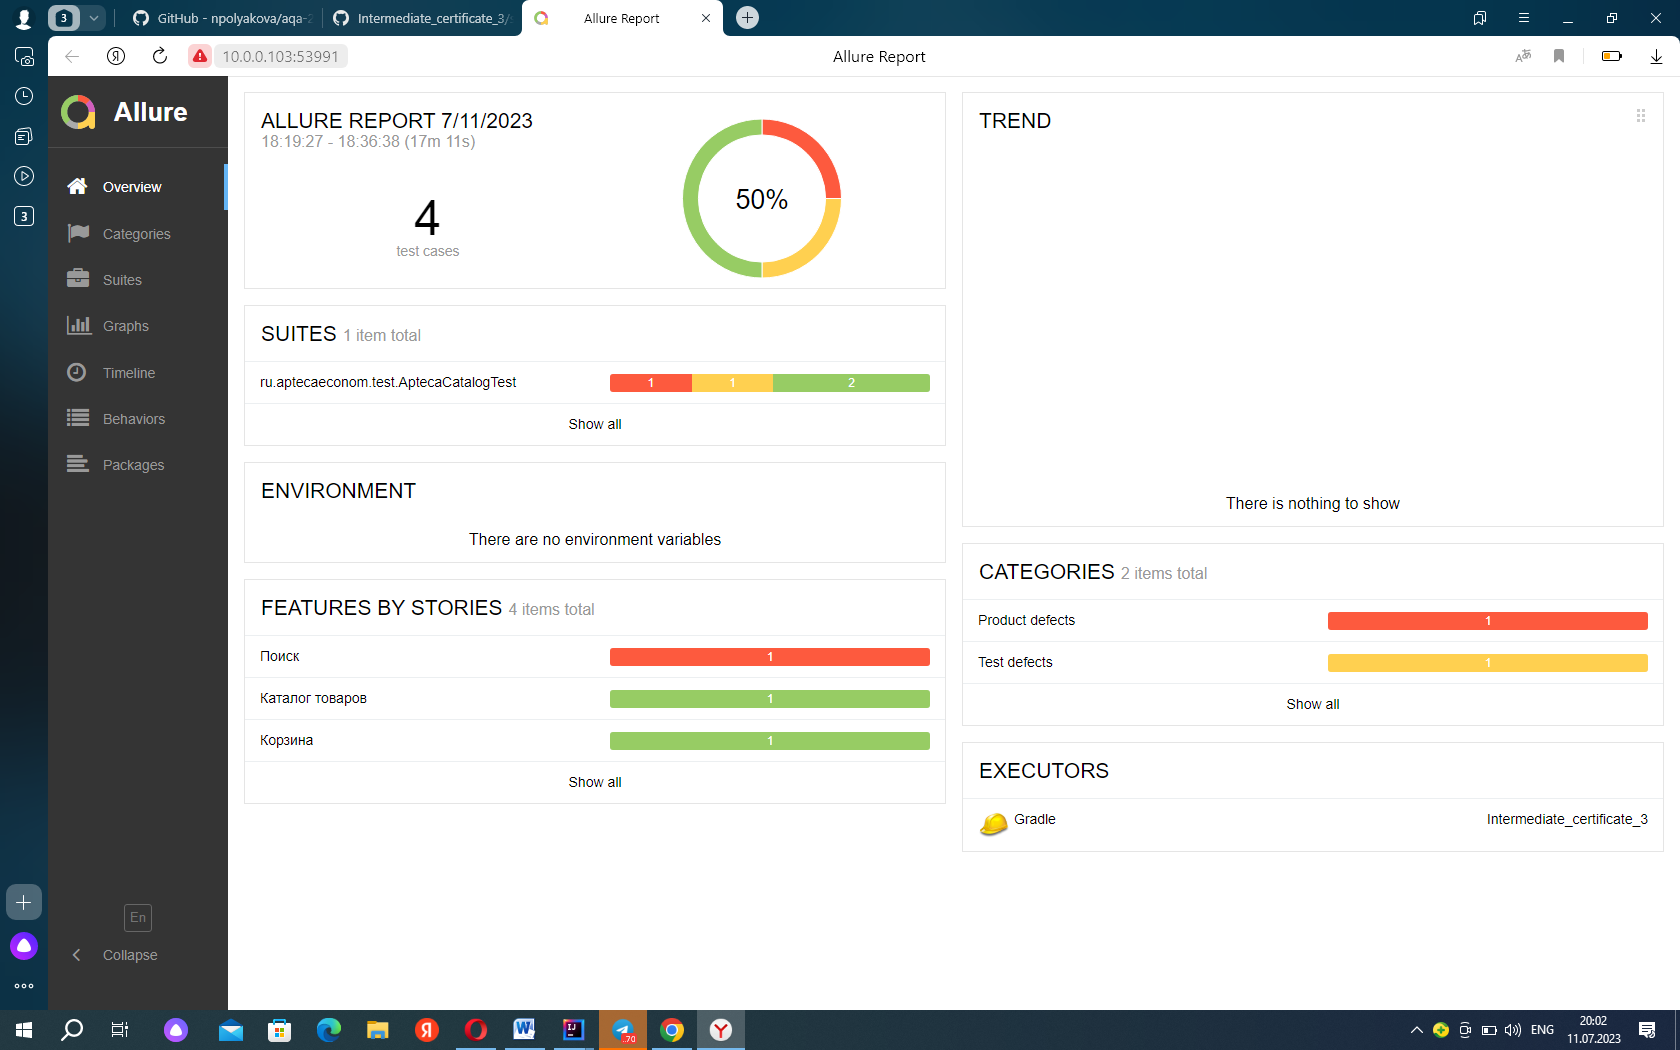 3
GitHub - npolyakova/aqa-2
Intermediate_certificate_3/
Allure Report
10.0.0.103:53991
Allure Report
3
Allure
Overview
Categories
Suites
Graphs
Timeline
Behaviors
Packages
En
Collapse
ALLURE REPORT 7/11/2023
18:19:27 - 18:36:38 (17m 11s)
4
test cases
50%
SUITES 1 item total
ru.aptecaeconom.test.AptecaCatalogTest
1 1 2
Show all
ENVIRONMENT
There are no environment variables
FEATURES BY STORIES 4 items total
Поиск 1
Каталог товаров 1
Корзина 1
Show all
TREND
There is nothing to show
CATEGORIES 2 items total
Product defects 1
Test defects 1
Show all
EXECUTORS
Gradle Intermediate_certificate_3
ENG
20:02
11.07.2023